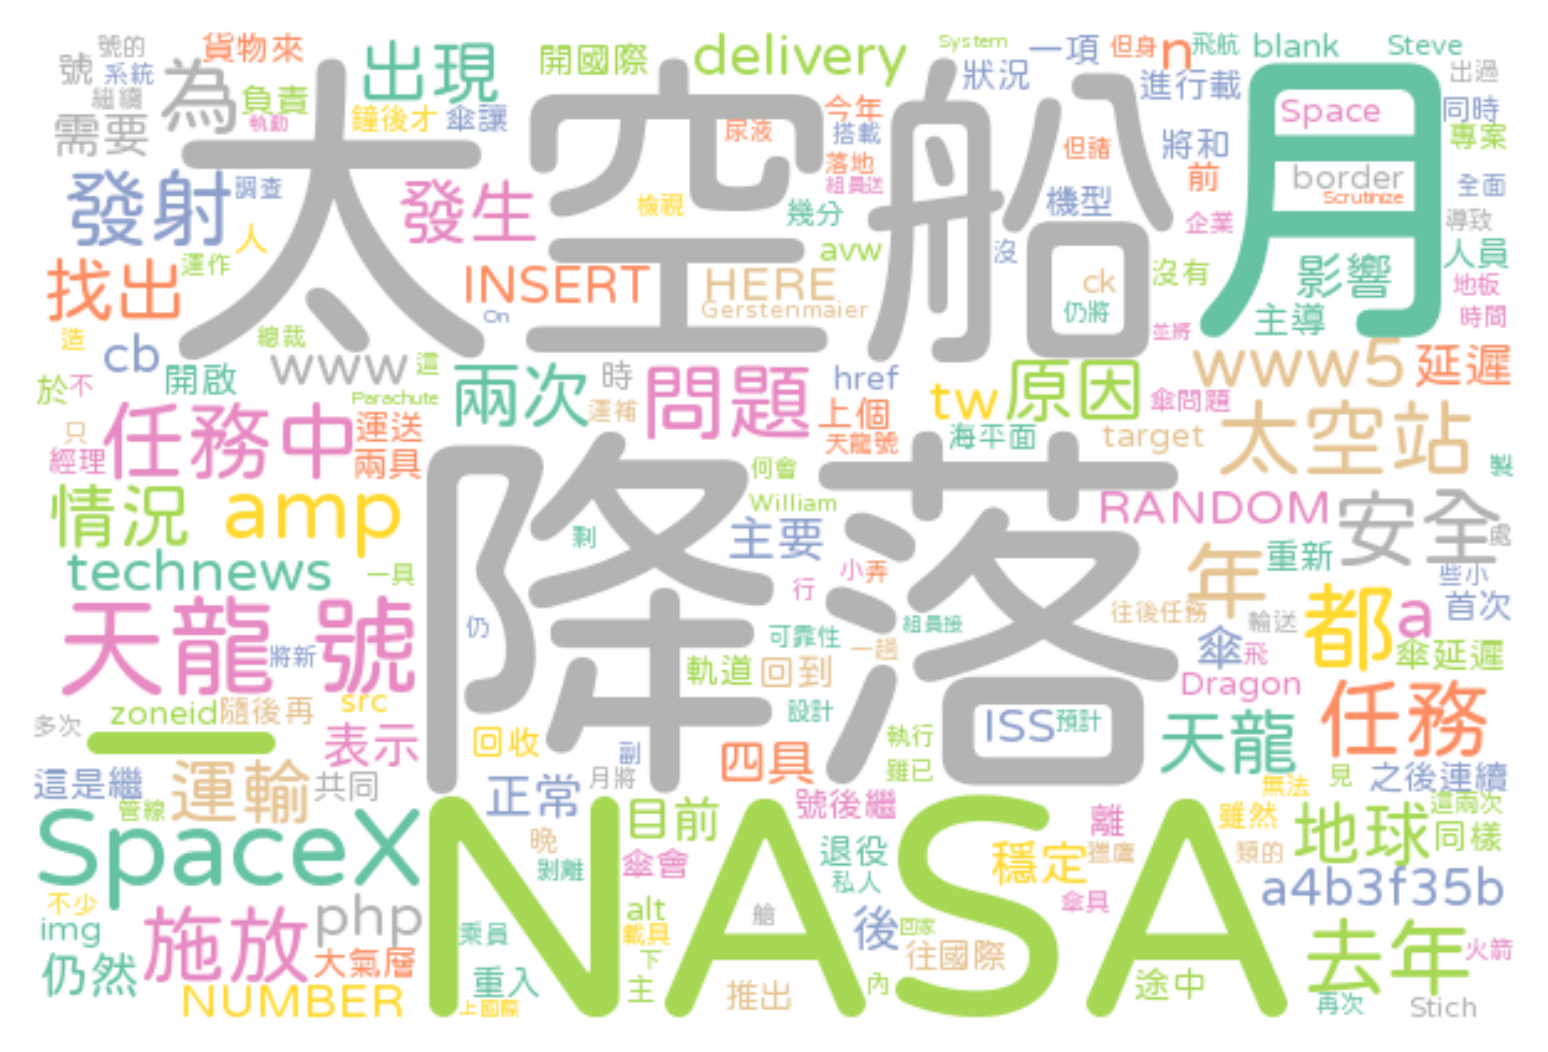 號的
系統
繼續
號
為
貨物來
負責
軌動
需要
出現
鐘後才
傘讓
開國際
delivery
System
一項
但身
n
飛航
blank
Steve
出過
狀況
進行載
Space
同時
專案
太空船
月
尿液
今年
搭載
落地
組員送
但諸
將和
前
機型
企業
border
Scrutinize
全面
導致
發射
調查
人
運作
發生
檢視
幾分
avw
沒
ck
仍將
沒有
影響
人員
地板
時間
找出
INSERT
HERE
Gerstenmaier
On
主導
並將
造
cb
總裁
www
這
開啟
於
不
Parachute
兩次
時
運補
問題
href
上個
天龍號
tw
原因
海平面
傘問題
target
www5
延遲
太空站
製
只
經理
任務中
運送
兩具
降落
何會
William
主要
剩
RANDOM
安全
處
情況
amp
technews
一具
小弄
行
年
重新
些小
首次
天龍
號
將新
仍
可靠性
組員接
一趟
往後任務
輸送
都
a
傘
飛
傘延遲
軌道
回到
Dragon
多次
zoneid
隨後再
src
一
表示
回收
副
設計
四具
執行
雖已
ISS
預計
天龍
任務
這是繼
運輸
共同
管線
正常
月將
無法
見
之後連續
這兩次
SpaceX
NASA
目前
號後繼
離
雖然
地球
同樣
晚
剝離
傘會
退役
私人
穩定
獵鷹
類的
a4b3f35b
不少
img
施放
php
大氣層
仍然
NUMBER
乘員
重入
上國際
alt
載具
下
主
艙
後
回家
往國際
推出
內
傘具
途中
去年
火箭
再次
Stich